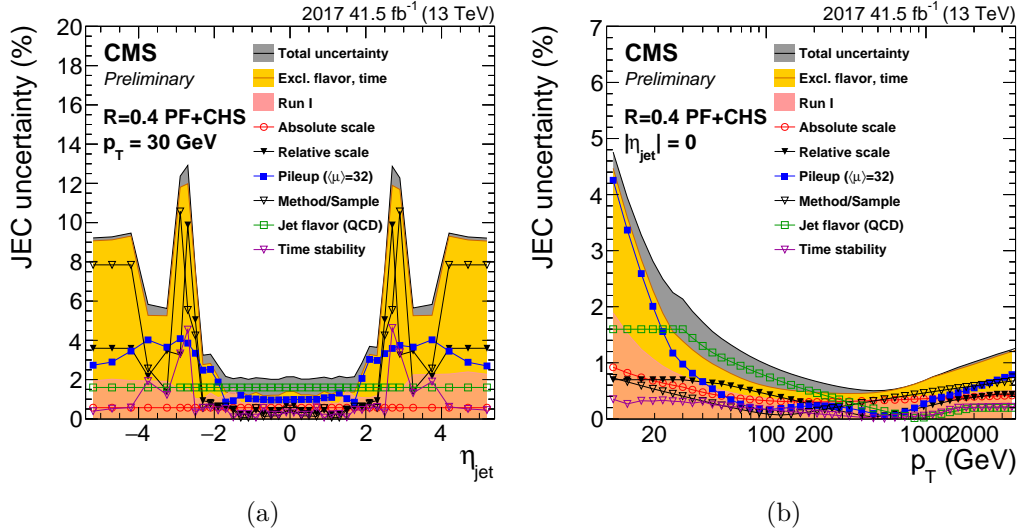 2017 41.5 fb⁻¹ (13 TeV)
JEC uncertainty (%)
20
18
16
14
12
10
8
6
4
2
0
CMS
Preliminary
R=0.4 PF+CHS
p_T = 30 GeV
Total uncertainty
Excl. flavor, time
Run I
Absolute scale
Relative scale
Pileup (⟨μ⟩=32)
Method/Sample
Jet flavor (QCD)
Time stability
−4 −2 0 2 4
η_jet
(a)
2017 41.5 fb⁻¹ (13 TeV)
JEC uncertainty (%)
7
6
5
4
3
2
1
0
CMS
Preliminary
R=0.4 PF+CHS
|η_jet| = 0
Total uncertainty
Excl. flavor, time
Run I
Absolute scale
Relative scale
Pileup (⟨μ⟩=32)
Method/Sample
Jet flavor (QCD)
Time stability
20 100 200 1000 2000
p_T (GeV)
(b)